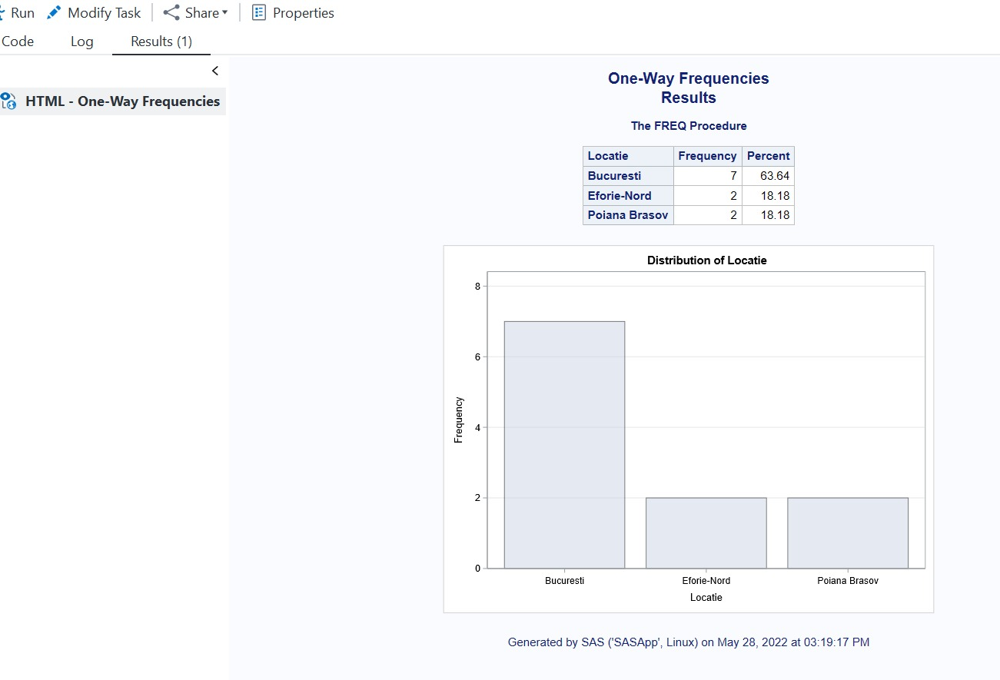 Run Modify Task Share Properties
Code Log Results (1)
HTML - One-Way Frequencies
One-Way Frequencies
Results
The FREQ Procedure
Locatie Frequency Percent
Bucuresti 7 63.64
Eforie-Nord 2 18.18
Poiana Brasov 2 18.18
Distribution of Locatie
8
6
4
2
0
Frequency
Bucuresti Eforie-Nord Poiana Brasov
Locatie
Generated by SAS ('SASApp', Linux) on May 28, 2022 at 03:19:17 PM